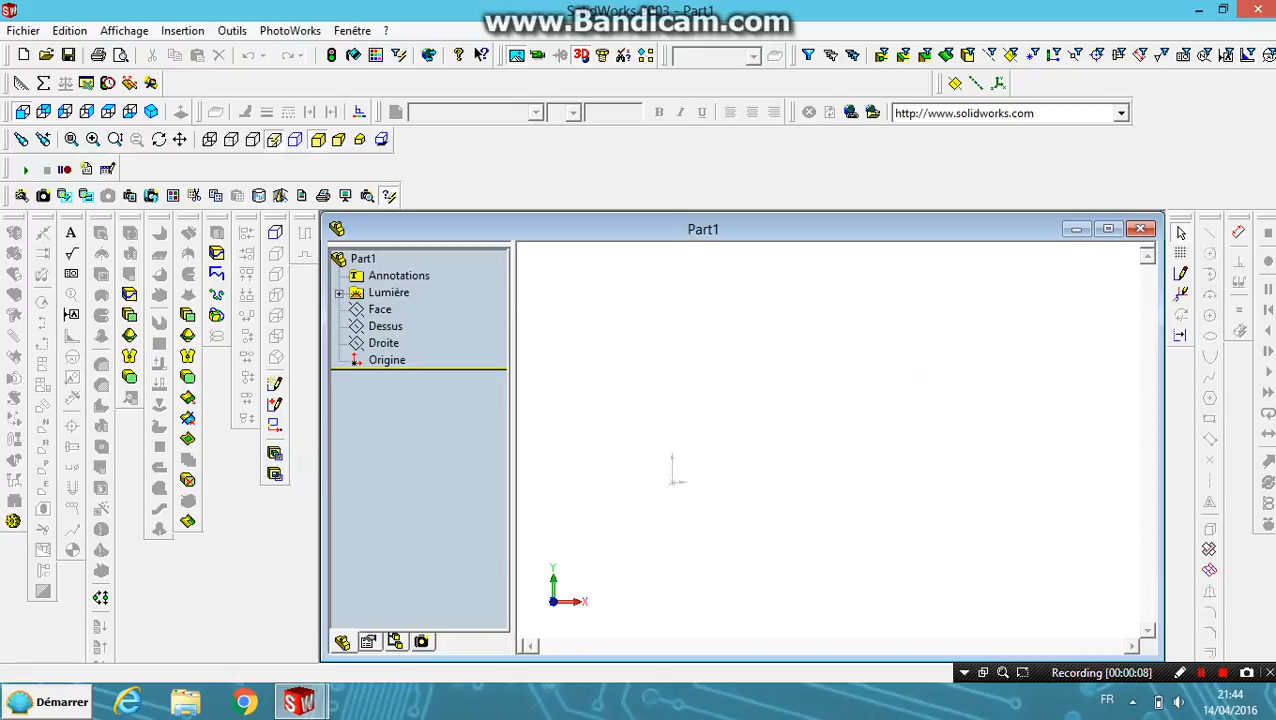 SolidWorks 2003 - Part1
www.Bandicam.com
Fichier Edition Affichage Insertion Outils PhotoWorks Fenêtre ?
B I U http://www.solidworks.com
Part1
Part1
Annotations
Lumière
Face
Dessus
Droite
Origine
Y
X
Recording [00:00:08]
Démarrer
FR
21:44
14/04/2016